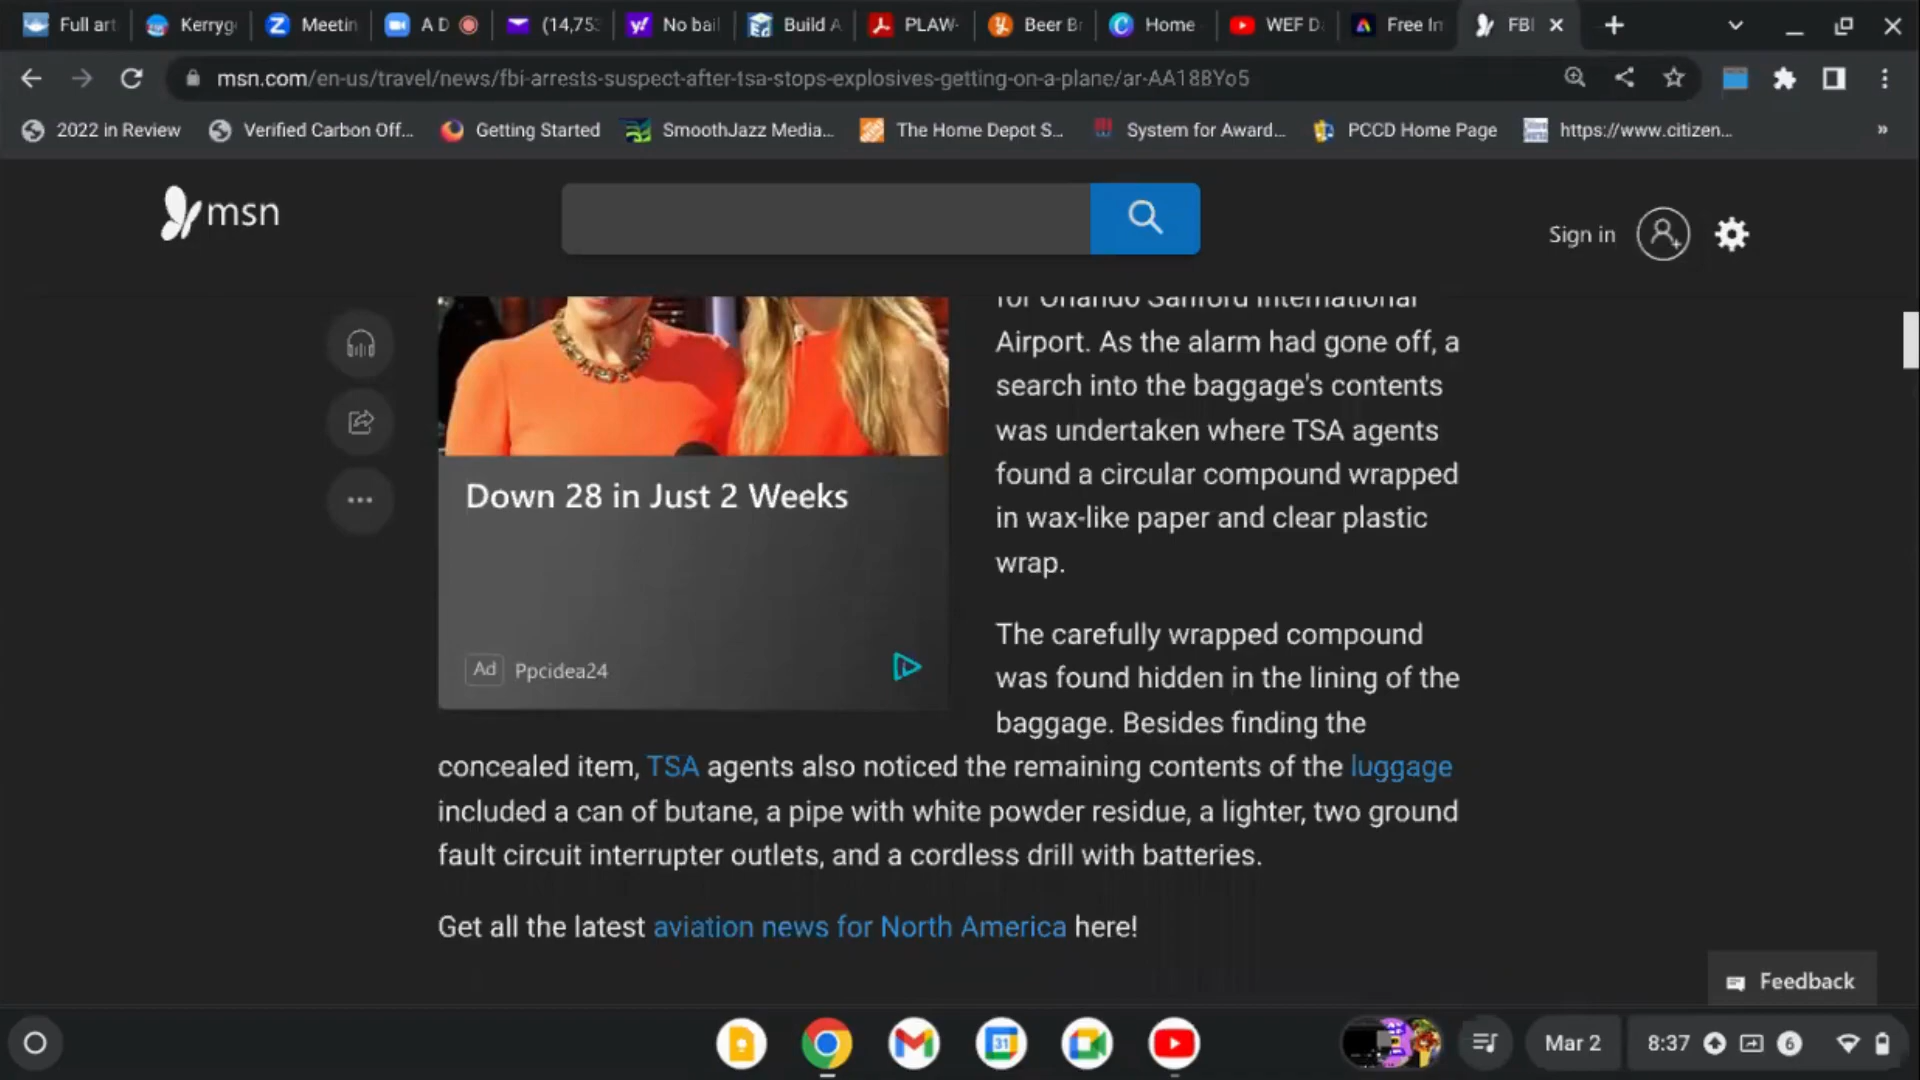 Full art
Kerryg
Meetin
A D
(14,753
No bail
Build A
PLAW-
Beer Br
Home
WEF D
Free In
FBI
msn.com/en-us/travel/news/fbi-arrests-suspect-after-tsa-stops-explosives-getting-on-a-plane/ar-AA18BYo5
2022 in Review
Verified Carbon Off...
Getting Started
SmoothJazz Media...
The Home Depot S...
System for Award...
PCCD Home Page
https://www.citizen...
»
msn
Sign in
Down 28 in Just 2 Weeks
Ad Ppcidea24
for Orlando Sanford International
Airport. As the alarm had gone off, a
search into the baggage's contents
was undertaken where TSA agents
found a circular compound wrapped
in wax-like paper and clear plastic
wrap.
The carefully wrapped compound
was found hidden in the lining of the
baggage. Besides finding the
concealed item, TSA agents also noticed the remaining contents of the luggage
included a can of butane, a pipe with white powder residue, a lighter, two ground
fault circuit interrupter outlets, and a cordless drill with batteries.
Get all the latest aviation news for North America here!
Feedback
31
Mar 2
8:37
6